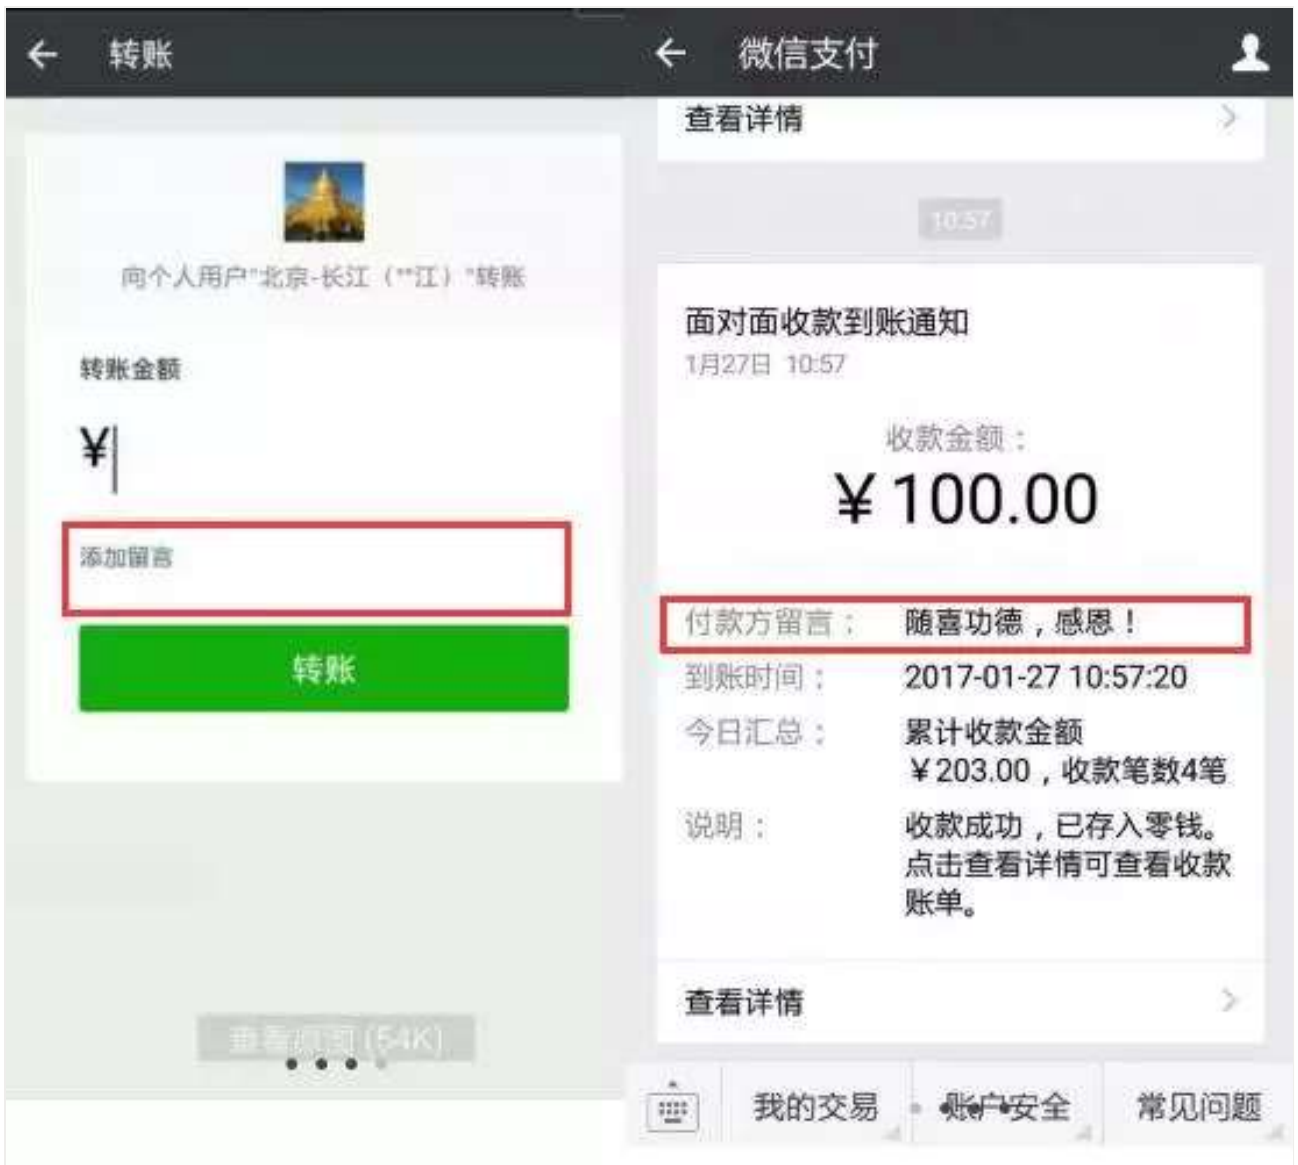 转账
向个人用户"北京-长江（**江）"转账
转账金额
¥
添加留言
转账
查看原图(54K)
微信支付
查看详情
10:57
面对面收款到账通知
1月27日 10:57
收款金额：
¥100.00
付款方留言： 随喜功德，感恩！
到账时间： 2017-01-27 10:57:20
今日汇总： 累计收款金额
¥203.00，收款笔数4笔
说明： 收款成功，已存入零钱。
点击查看详情可查看收款
账单。
查看详情
我的交易 账户安全 常见问题